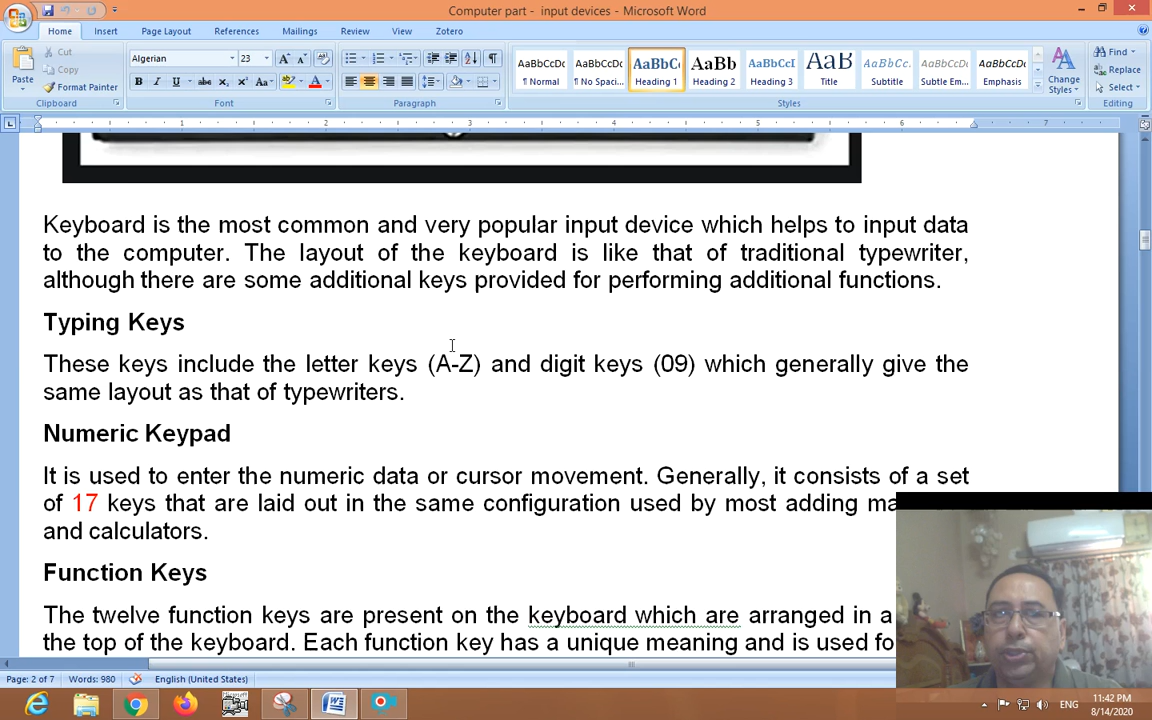 Computer part - input devices - Microsoft Word
Home Insert Page Layout References Mailings Review View Zotero
Paste Cut Copy Format Painter Clipboard
Algerian 23 Font
Paragraph
AaBbCcDc AaBbCcDc AaBbC AaBb AaBbCcI AaB AaBbCcL AaBbCcDc AaBbCcDc
¶ Normal ¶ No Spaci... Heading 1 Heading 2 Heading 3 Title Subtitle Subtle Em... Emphasis
Styles
Change Styles
Find Replace Select Editing
1 2 3 4 5 6 7
Keyboard is the most common and very popular input device which helps to input data
to the computer. The layout of the keyboard is like that of traditional typewriter,
although there are some additional keys provided for performing additional functions.
Typing Keys
These keys include the letter keys (A-Z) and digit keys (09) which generally give the
same layout as that of typewriters.
Numeric Keypad
It is used to enter the numeric data or cursor movement. Generally, it consists of a set
of 17 keys that are laid out in the same configuration used by most adding ma
and calculators.
Function Keys
The twelve function keys are present on the keyboard which are arranged in a
the top of the keyboard. Each function key has a unique meaning and is used fo
Page: 2 of 7 Words: 980 English (United States)
ENG 11:42 PM
8/14/2020